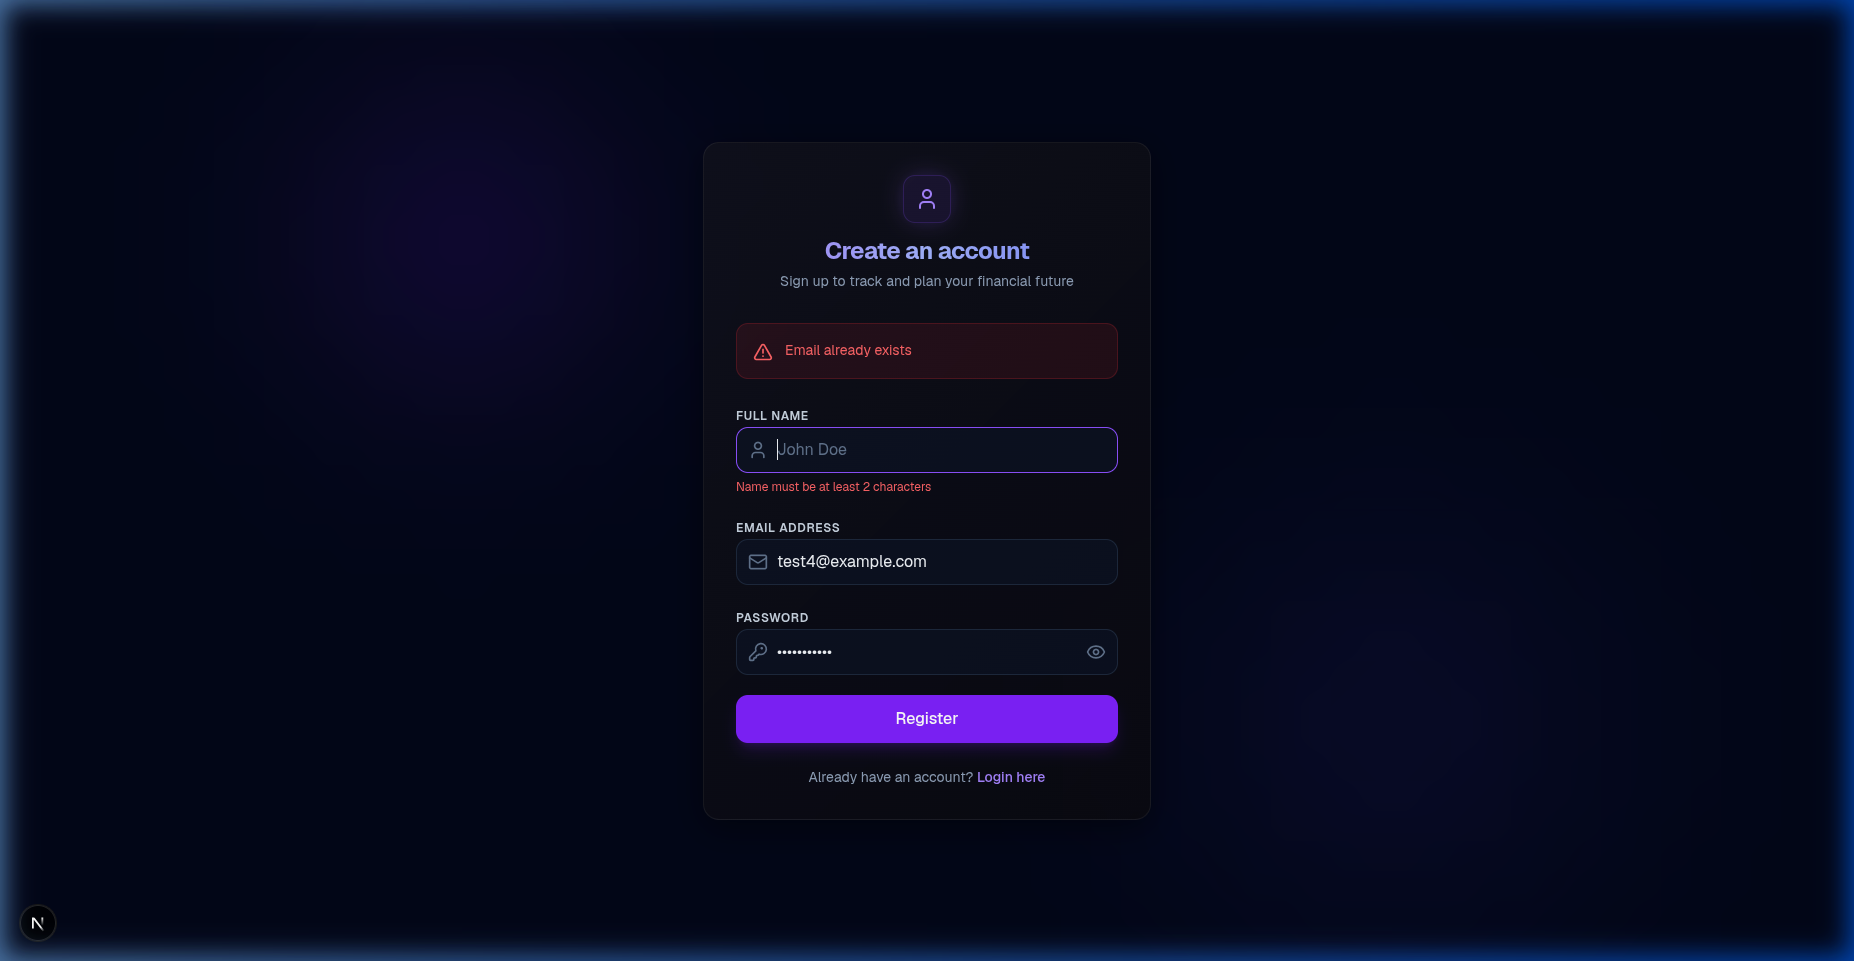 Create an account
Sign up to track and plan your financial future
Email already exists
FULL NAME
John Doe
Name must be at least 2 characters
EMAIL ADDRESS
test4@example.com
PASSWORD
•••••••••••
Register
Already have an account? Login here
N